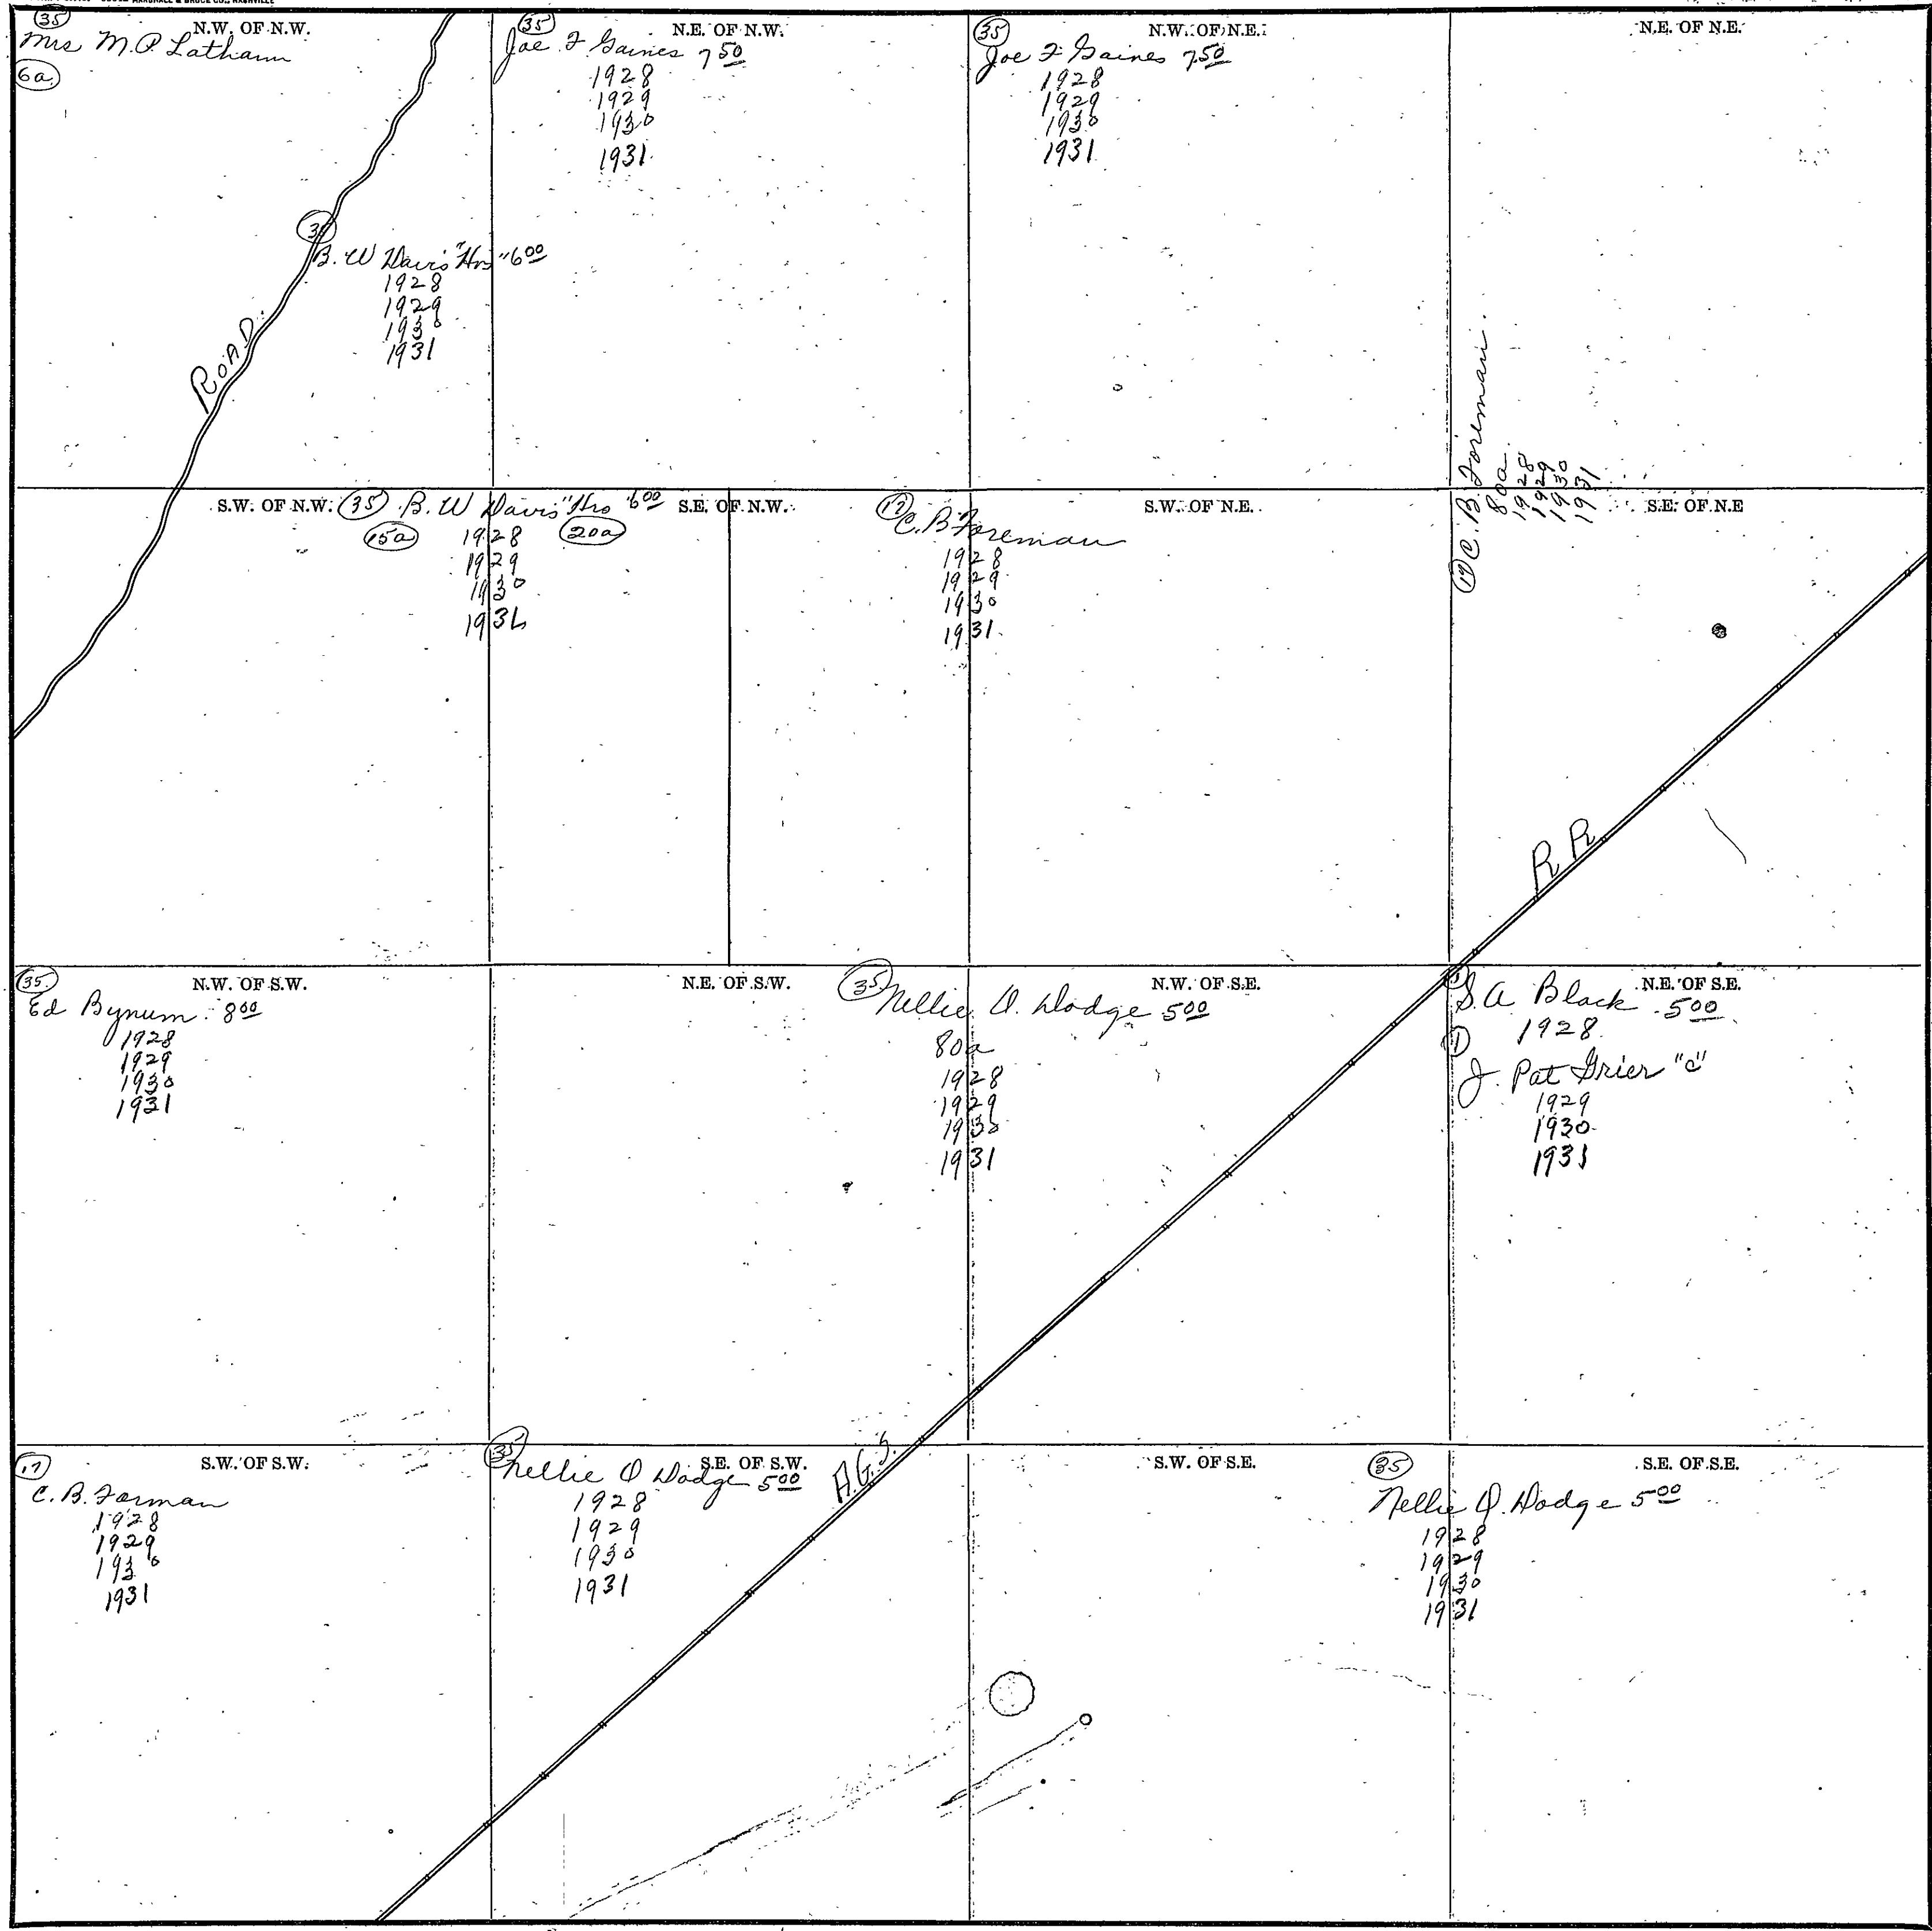 N.W. OF N.W.
35
Mrs M.P. Latham
6a
N.E. OF N.W.
35
Joe F Gaines 7 50
1928
1929
1930
1931
N.W. OF N.E.
35
Joe F Gaines 7 50
1928
1929
1930
1931
N.E. OF N.E.
B. W Davis "Hrs" 6 00
1928
1929
1930
1931
ROAD
S.W. OF N.W.
35 B. W Davis "Hrs" 6 00
15a 20a
1928
1929
1930
1931
S.E. OF N.W.
17
C. B Foreman
1928
1929
1930
1931
S.W. OF N.E.
S.E. OF N.E
C. B. Foreman
80a
1928
1929
1930
1931
R R
N.W. OF S.W.
35
Ed Bynum 8 00
1928
1929
1930
1931
N.E. OF S.W.
35
Nellie O. Dodge 5 00
80a
1928
1929
1930
1931
N.W. OF S.E.
N.E. OF S.E.
1
S. A Black 5 00
1928
1
J. Pat Grier "C"
1929
1930
1931
S.W. OF S.W.
17
C. B. Forman
1928
1929
1930
1931
S.E. OF S.W.
35
Nellie O Dodge 5 00
1928
1929
1930
1931
A.G.S.
S.W. OF S.E.
35
S.E. OF S.E.
Nellie O. Dodge 5 00
1928
1929
1930
1931